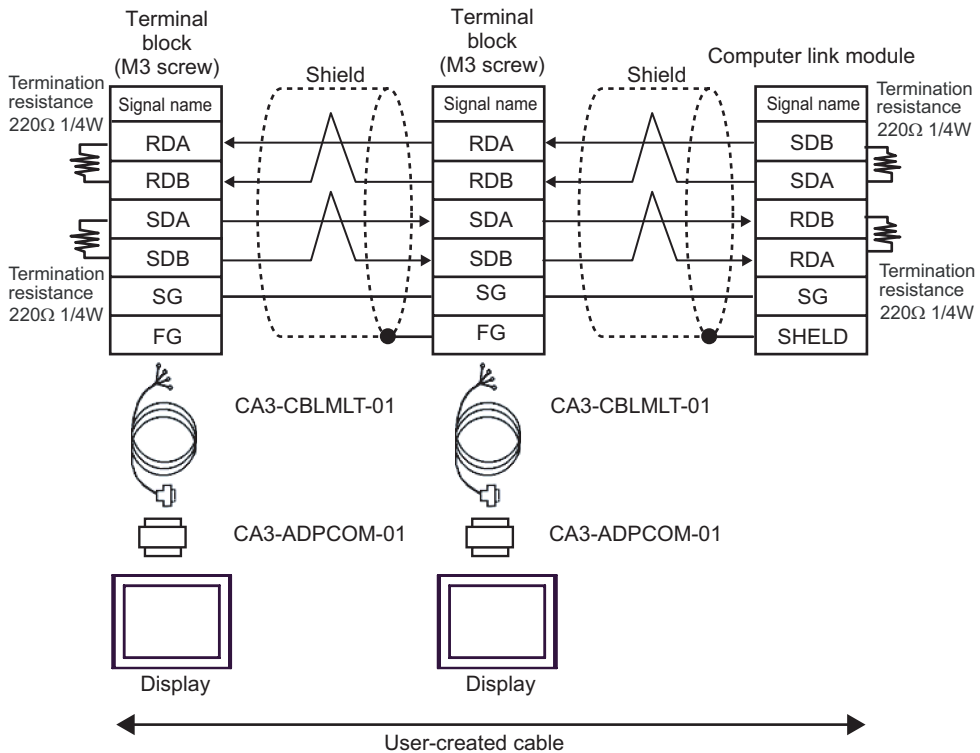 Terminal
block
(M3 screw)
Terminal
block
(M3 screw)
Computer link module
Shield
Shield
Termination
resistance
220Ω 1/4W
Termination
resistance
220Ω 1/4W
Signal name
RDA
RDB
SDA
SDB
SG
FG
Signal name
RDA
RDB
SDA
SDB
SG
FG
Signal name
SDB
SDA
RDB
RDA
SG
SHELD
Termination
resistance
220Ω 1/4W
Termination
resistance
220Ω 1/4W
CA3-CBLMLT-01
CA3-CBLMLT-01
CA3-ADPCOM-01
CA3-ADPCOM-01
Display
Display
User-created cable